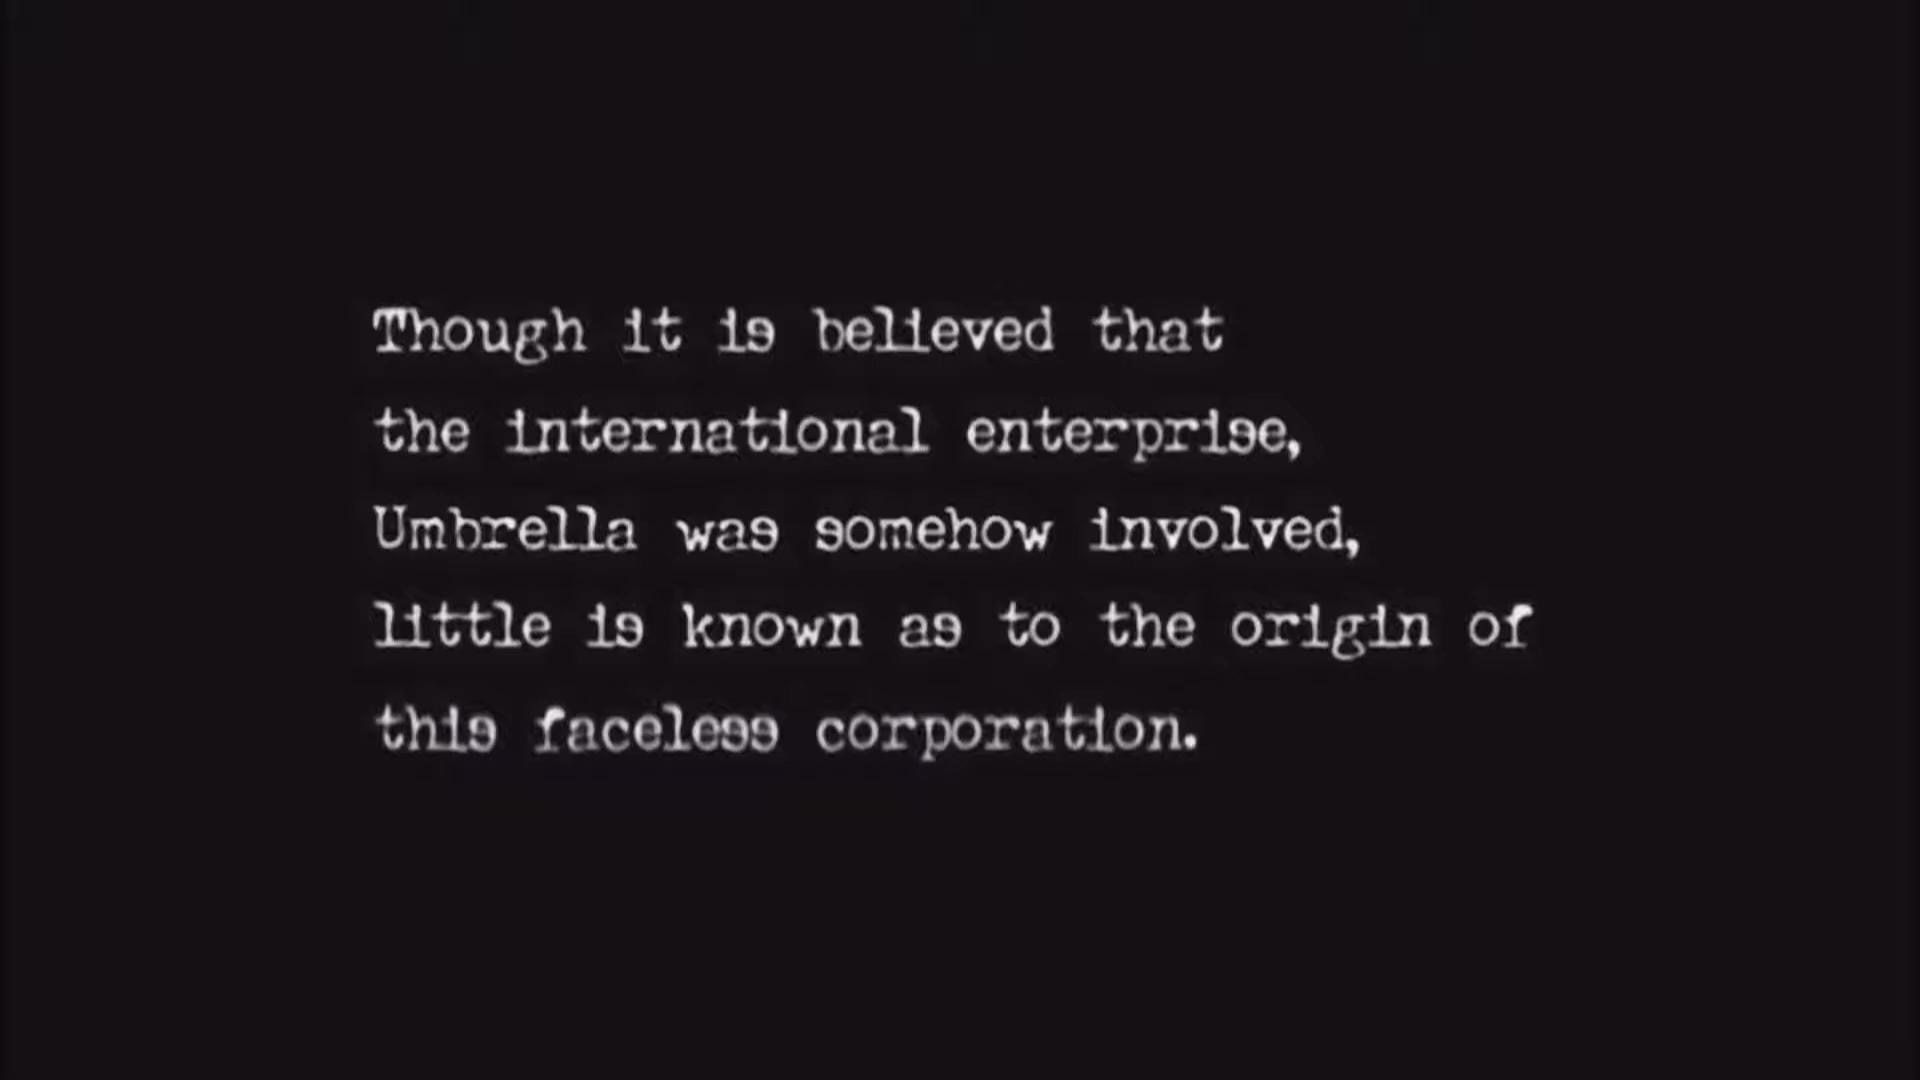 Though it is believed that
the international enterprise,
Umbrella was somehow involved,
little is known as to the origin of
this faceless corporation.